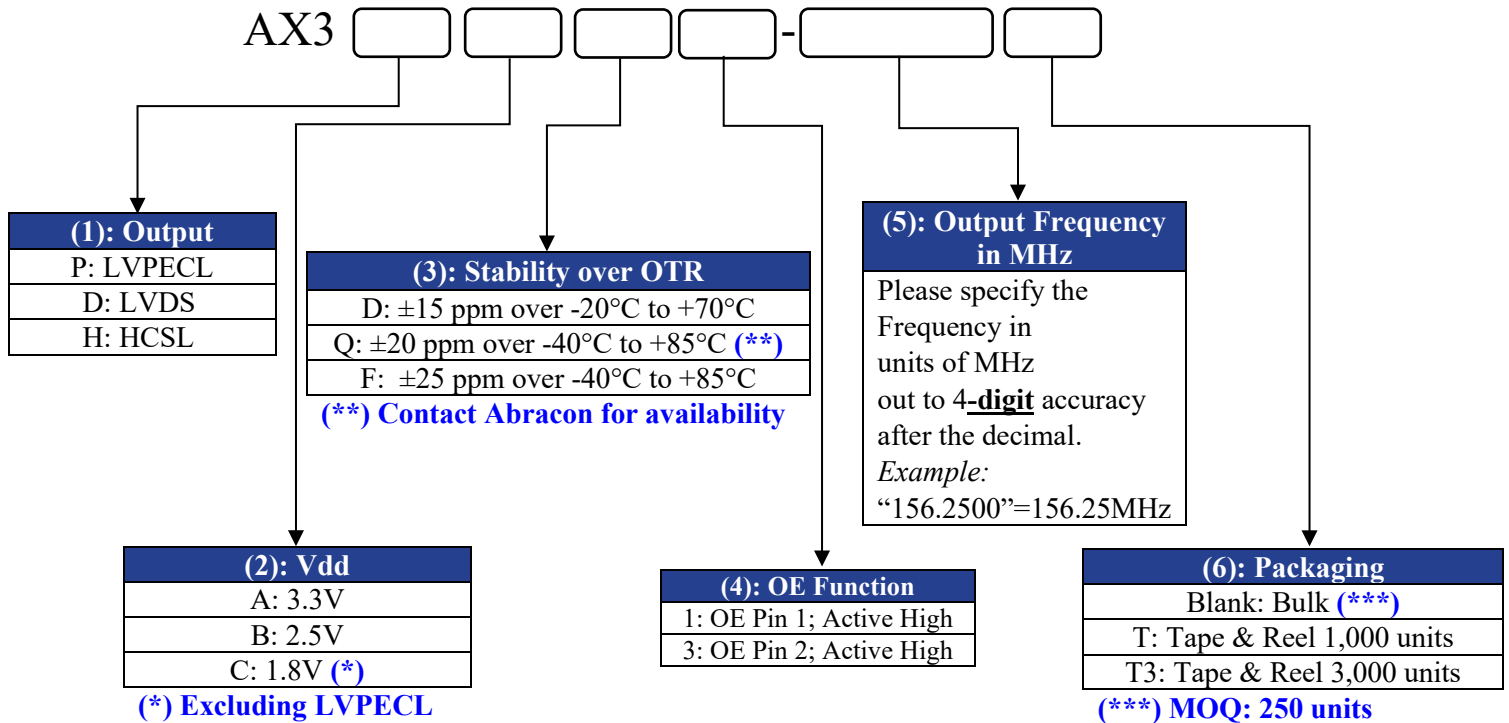 AX3 -
(1): Output
P: LVPECL
D: LVDS
H: HCSL
(3): Stability over OTR
D: ±15 ppm over -20°C to +70°C
Q: ±20 ppm over -40°C to +85°C (**)
F: ±25 ppm over -40°C to +85°C
(**) Contact Abracon for availability
(5): Output Frequency
in MHz
Please specify the
Frequency in
units of MHz
out to 4-digit accuracy
after the decimal.
Example:
“156.2500”=156.25MHz
(2): Vdd
A: 3.3V
B: 2.5V
C: 1.8V (*)
(*) Excluding LVPECL
(4): OE Function
1: OE Pin 1; Active High
3: OE Pin 2; Active High
(6): Packaging
Blank: Bulk (***)
T: Tape & Reel 1,000 units
T3: Tape & Reel 3,000 units
(***) MOQ: 250 units